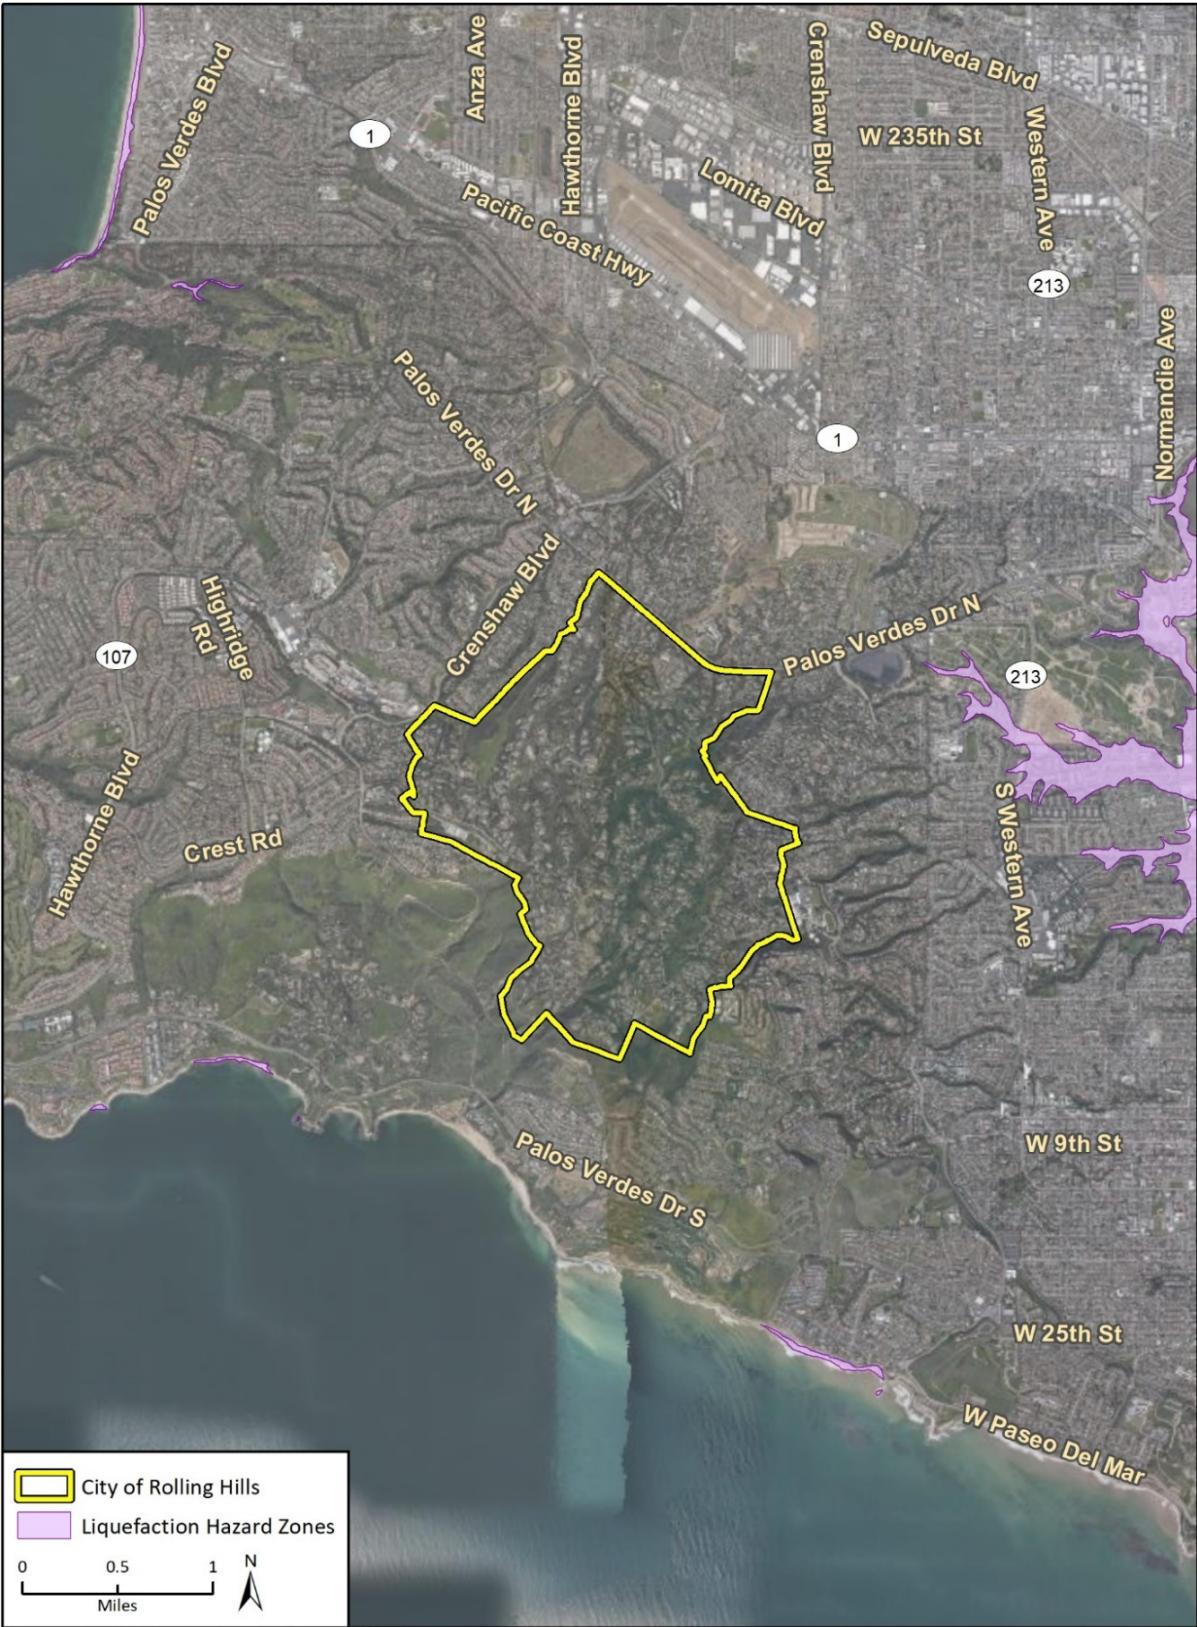 Palos Verdes Blvd
1
Anza Ave
Hawthorne Blvd
Pacific Coast Hwy
Crenshaw Blvd
Sepulveda Blvd
W 235th St
Lomita Blvd
Western Ave
213
Normandie Ave
1
Palos Verdes Dr N
Crenshaw Blvd
Highridge
Rd
107
Palos Verdes Dr N
213
Hawthorne Blvd
Crest Rd
S Western Ave
W 9th St
Palos Verdes Dr S
W 25th St
W Paseo Del Mar
City of Rolling Hills
Liquefaction Hazard Zones
0 0.5 1
Miles
N